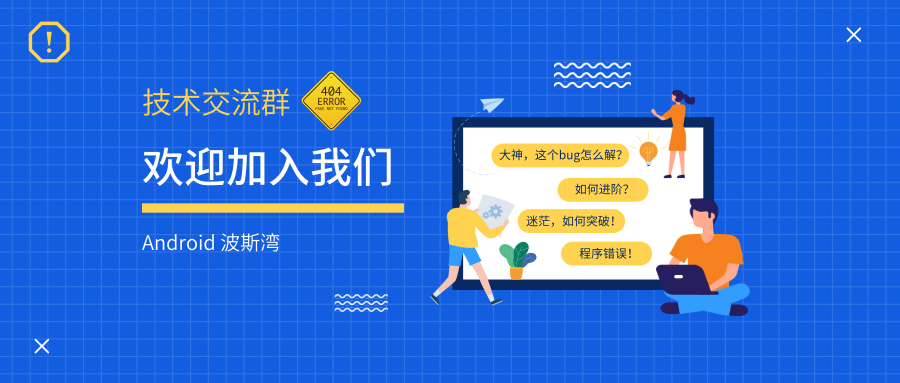 技术交流群
404
ERROR
PAGE NOT FOUND
欢迎加入我们
Android 波斯湾
大神，这个bug怎么解？
如何进阶？
迷茫，如何突破！
程序错误！